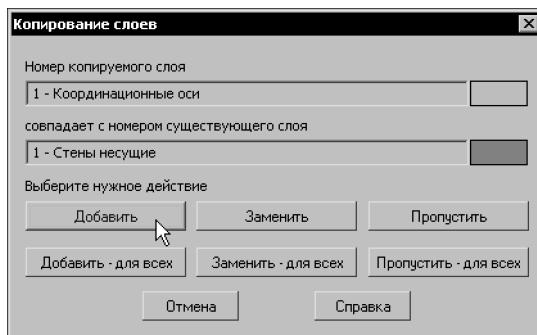 Копирование слоев
Номер копируемого слоя
1 - Координационные оси
совпадает с номером существующего слоя
1 - Стены несущие
Выберите нужное действие
Добавить Заменить Пропустить
Добавить - для всех Заменить - для всех Пропустить - для всех
Отмена Справка